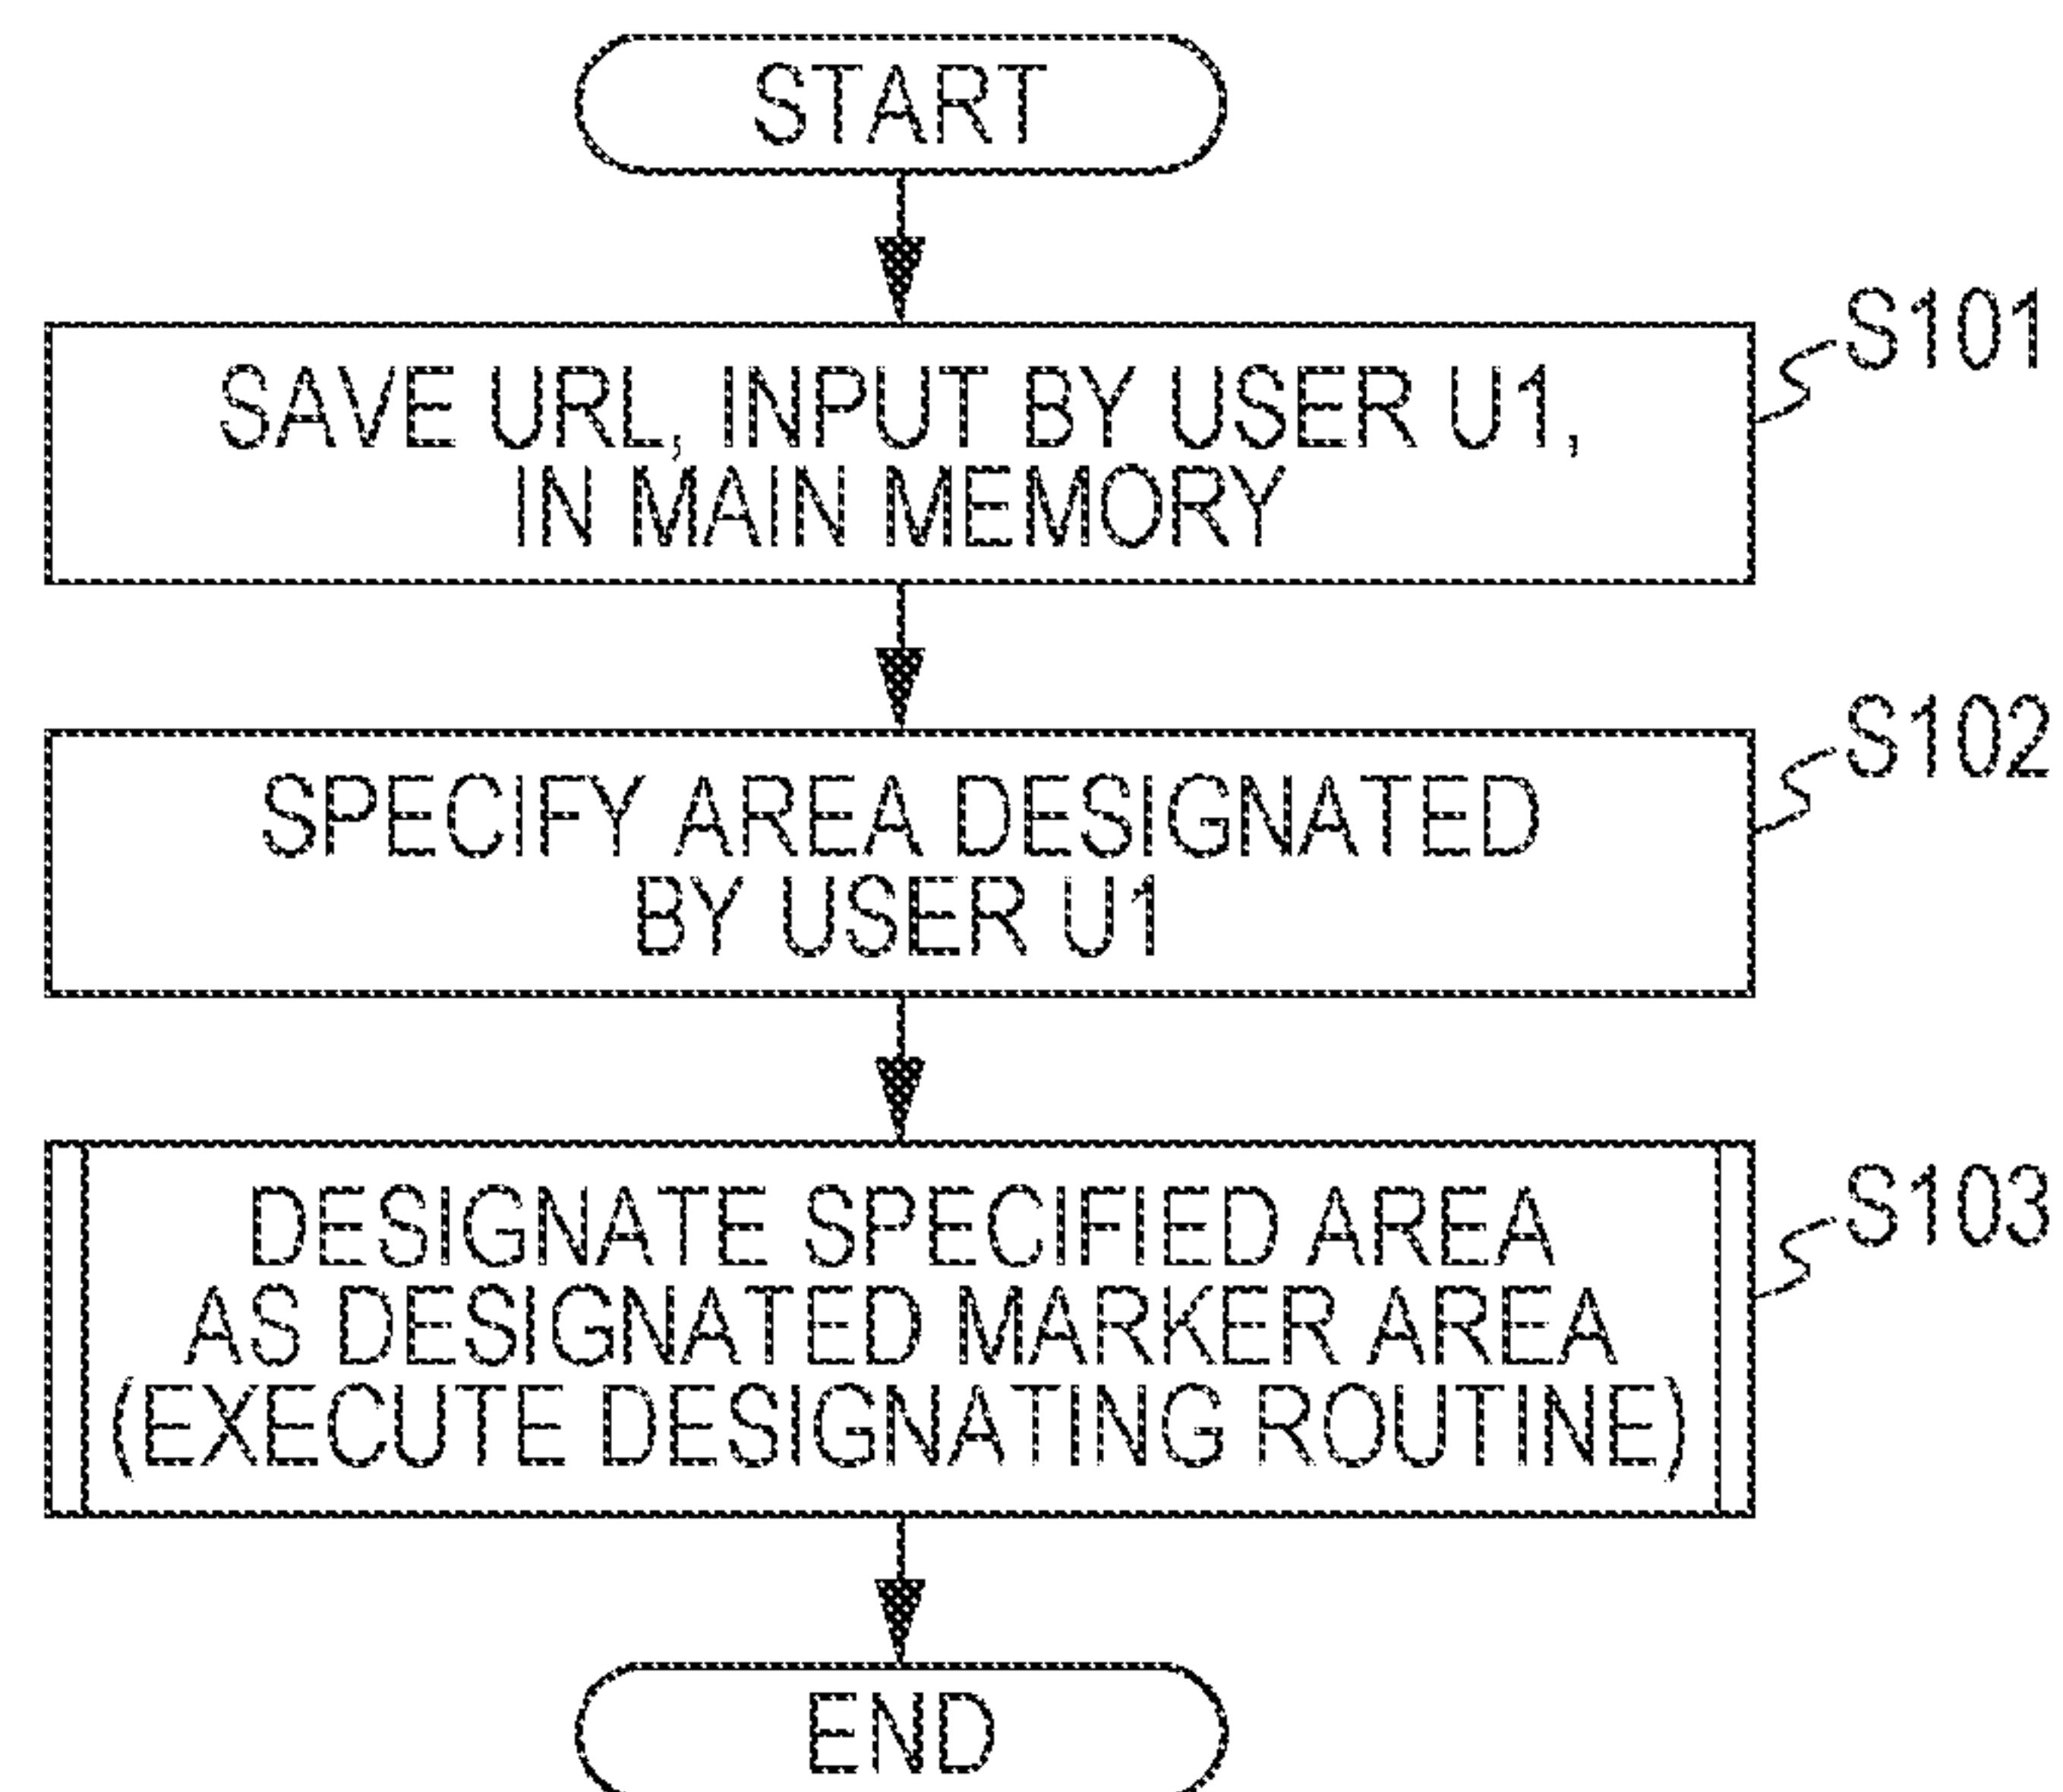 START
S101
SAVE URL, INPUT BY USER U1,
IN MAIN MEMORY
S102
SPECIFY AREA DESIGNATED
BY USER U1
S103
DESIGNATE SPECIFIED AREA
AS DESIGNATED MARKER AREA
(EXECUTE DESIGNATING ROUTINE)
END